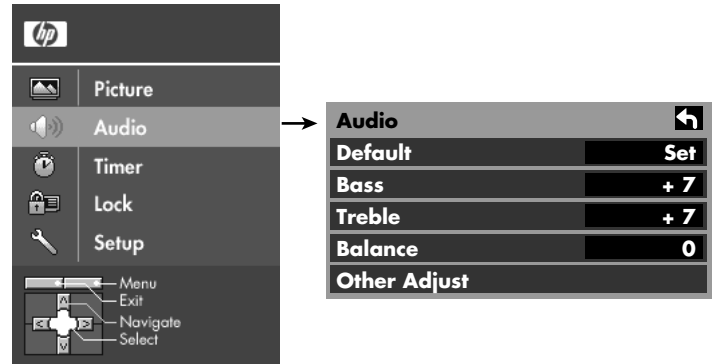 hp
Picture
Audio
Timer
Lock
Setup
Menu
Exit
Navigate
Select
Audio
Default Set
Bass + 7
Treble + 7
Balance 0
Other Adjust